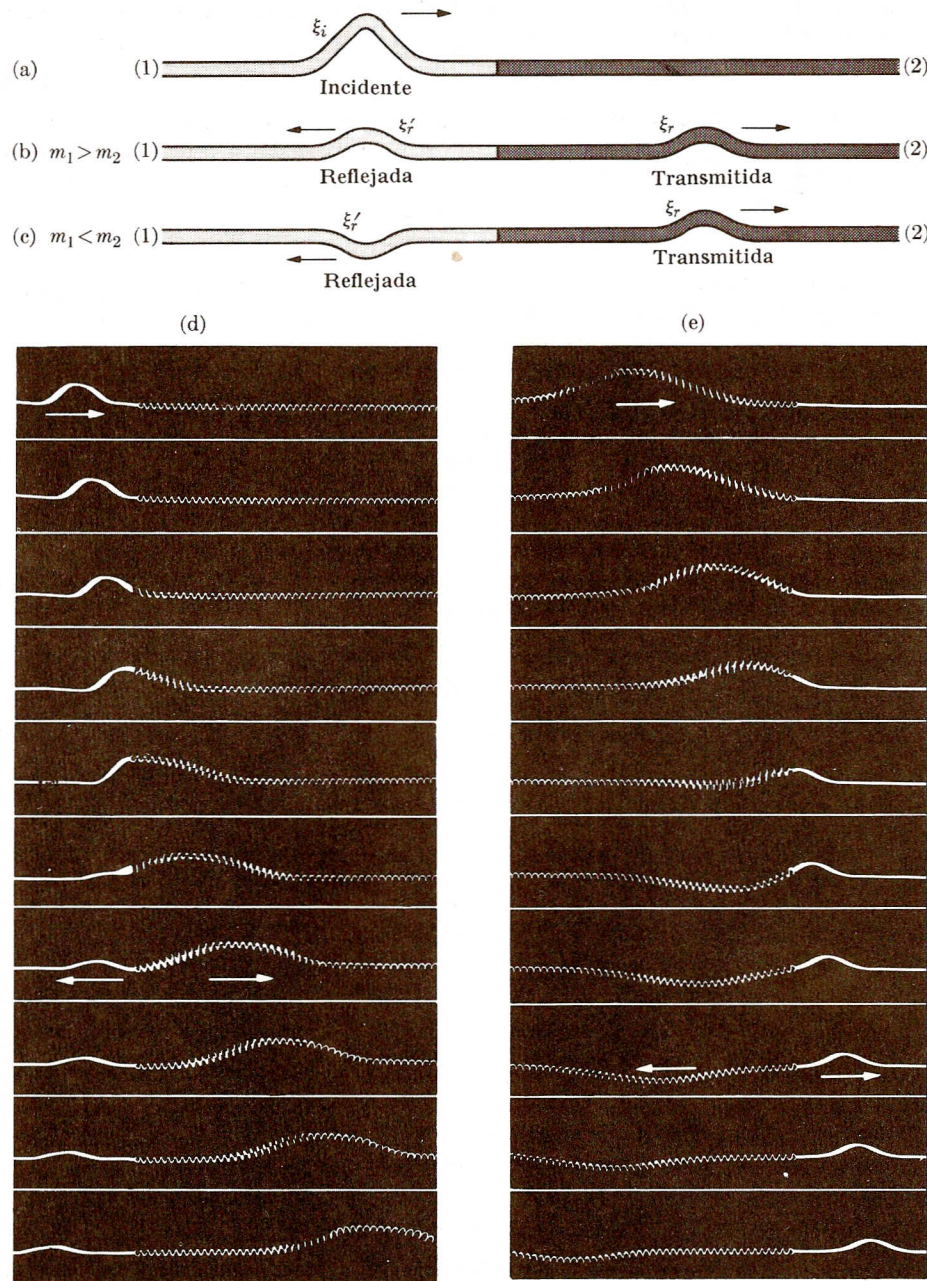 ξi
(a) (1) (2)
Incidente
ξr′ ξr
(b) m1 > m2 (1) (2)
Reflejada Transmitida
ξr′ ξr
(c) m1 < m2 (1) (2)
Reflejada Transmitida
(d) (e)